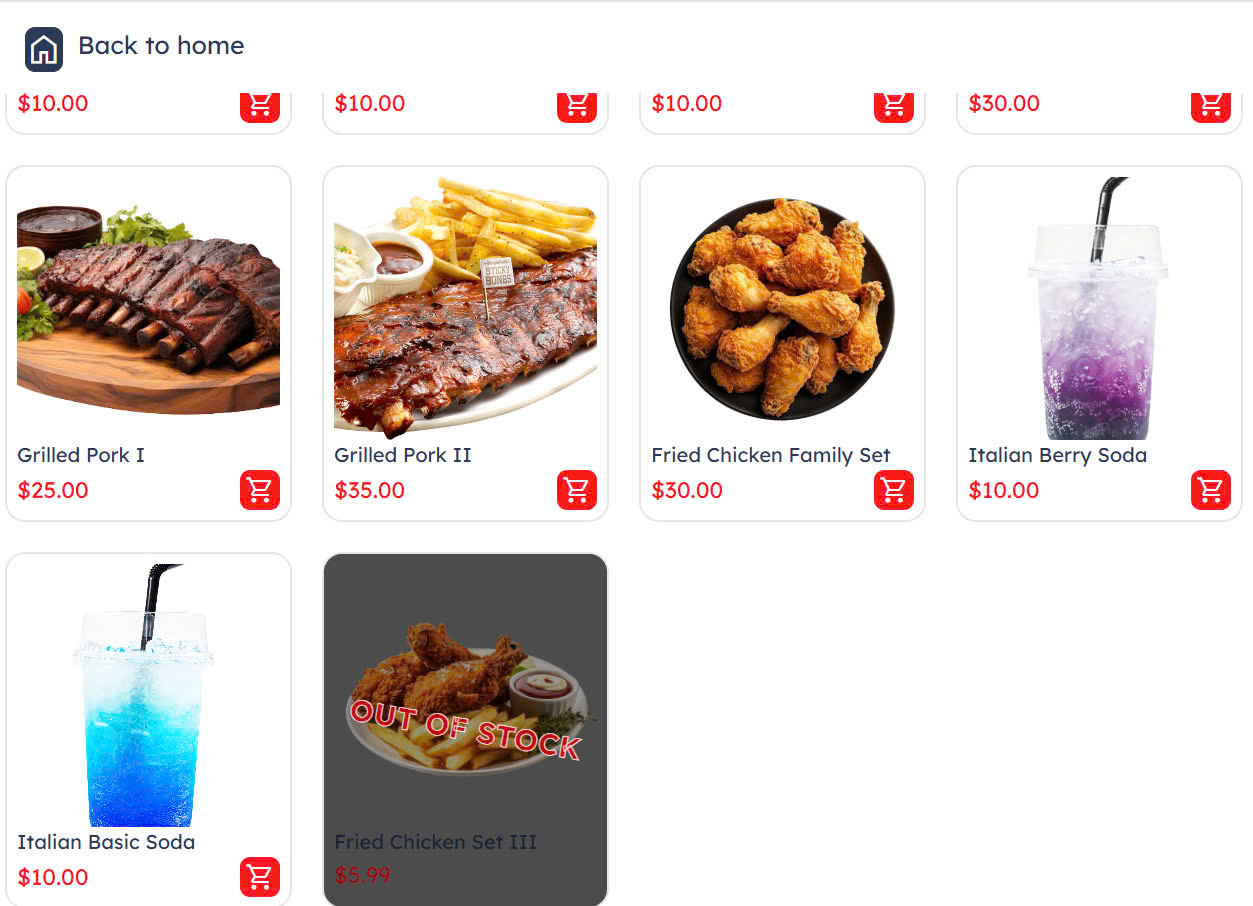 Back to home
$10.00
$10.00
$10.00
$30.00
STICKY
BONES
Grilled Pork I
$25.00
Grilled Pork II
$35.00
Fried Chicken Family Set
$30.00
Italian Berry Soda
$10.00
Italian Basic Soda
$10.00
OUT OF STOCK
Fried Chicken Set III
$5.99